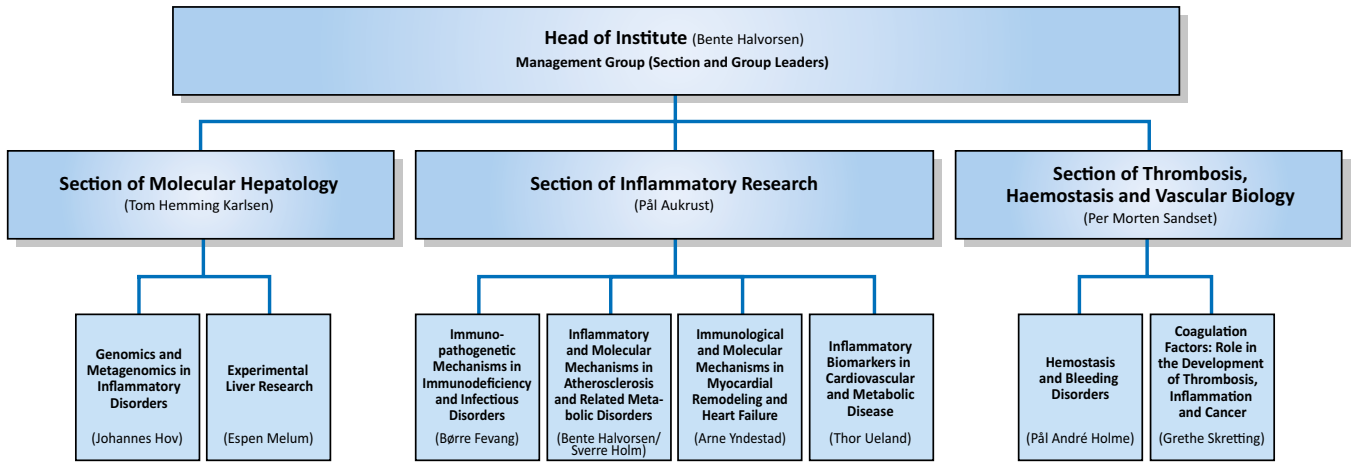 Head of Institute (Bente Halvorsen)
Management Group (Section and Group Leaders)
Section of Molecular Hepatology
(Tom Hemming Karlsen)
Section of Inflammatory Research
(Pål Aukrust)
Section of Thrombosis,
Haemostasis and Vascular Biology
(Per Morten Sandset)
Genomics and
Metagenomics in
Inflammatory
Disorders
(Johannes Hov)
Experimental
Liver Research
(Espen Melum)
Immuno-
pathogenetic
Mechanisms in
Immunodeficiency
and Infectious
Disorders
(Børre Fevang)
Inflammatory
and Molecular
Mechanisms in
Atherosclerosis
and Related Meta-
bolic Disorders
(Bente Halvorsen/
Sverre Holm)
Immunological
and Molecular
Mechanisms in
Myocardial
Remodeling and
Heart Failure
(Arne Yndestad)
Inflammatory
Biomarkers in
Cardiovascular
and Metabolic
Disease
(Thor Ueland)
Hemostasis
and Bleeding
Disorders
(Pål André Holme)
Coagulation
Factors: Role in
the Development
of Thrombosis,
Inflammation
and Cancer
(Grethe Skretting)